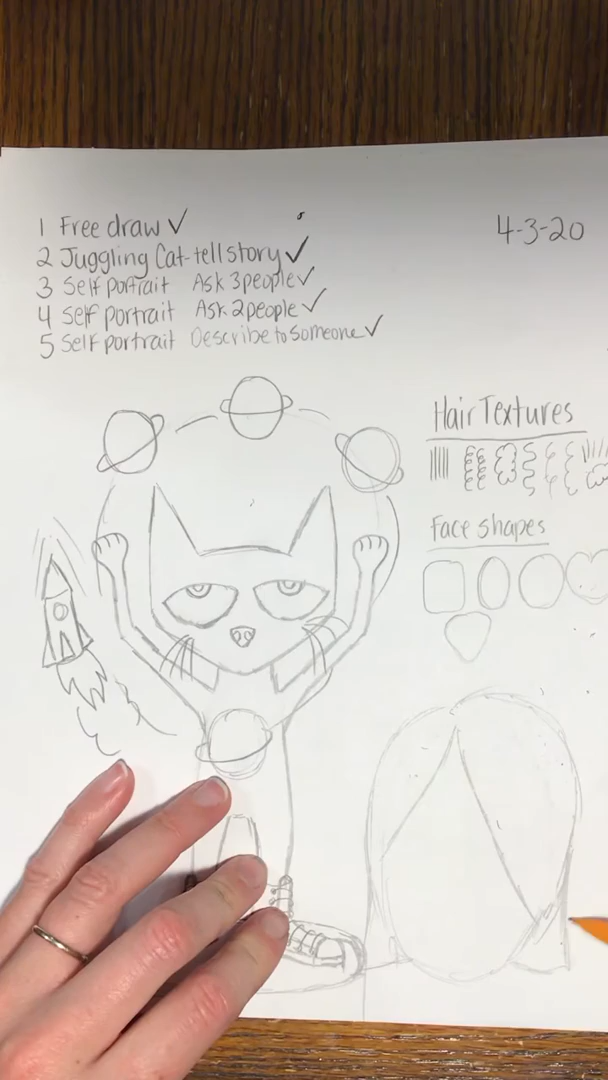 1 Free draw ✓
4-3-20
2 Juggling Cat-tell story ✓
3 Self portrait Ask 3 people ✓
4 Self portrait Ask 2 people ✓
5 Self portrait Describe to someone ✓
Hair Textures
Face shapes